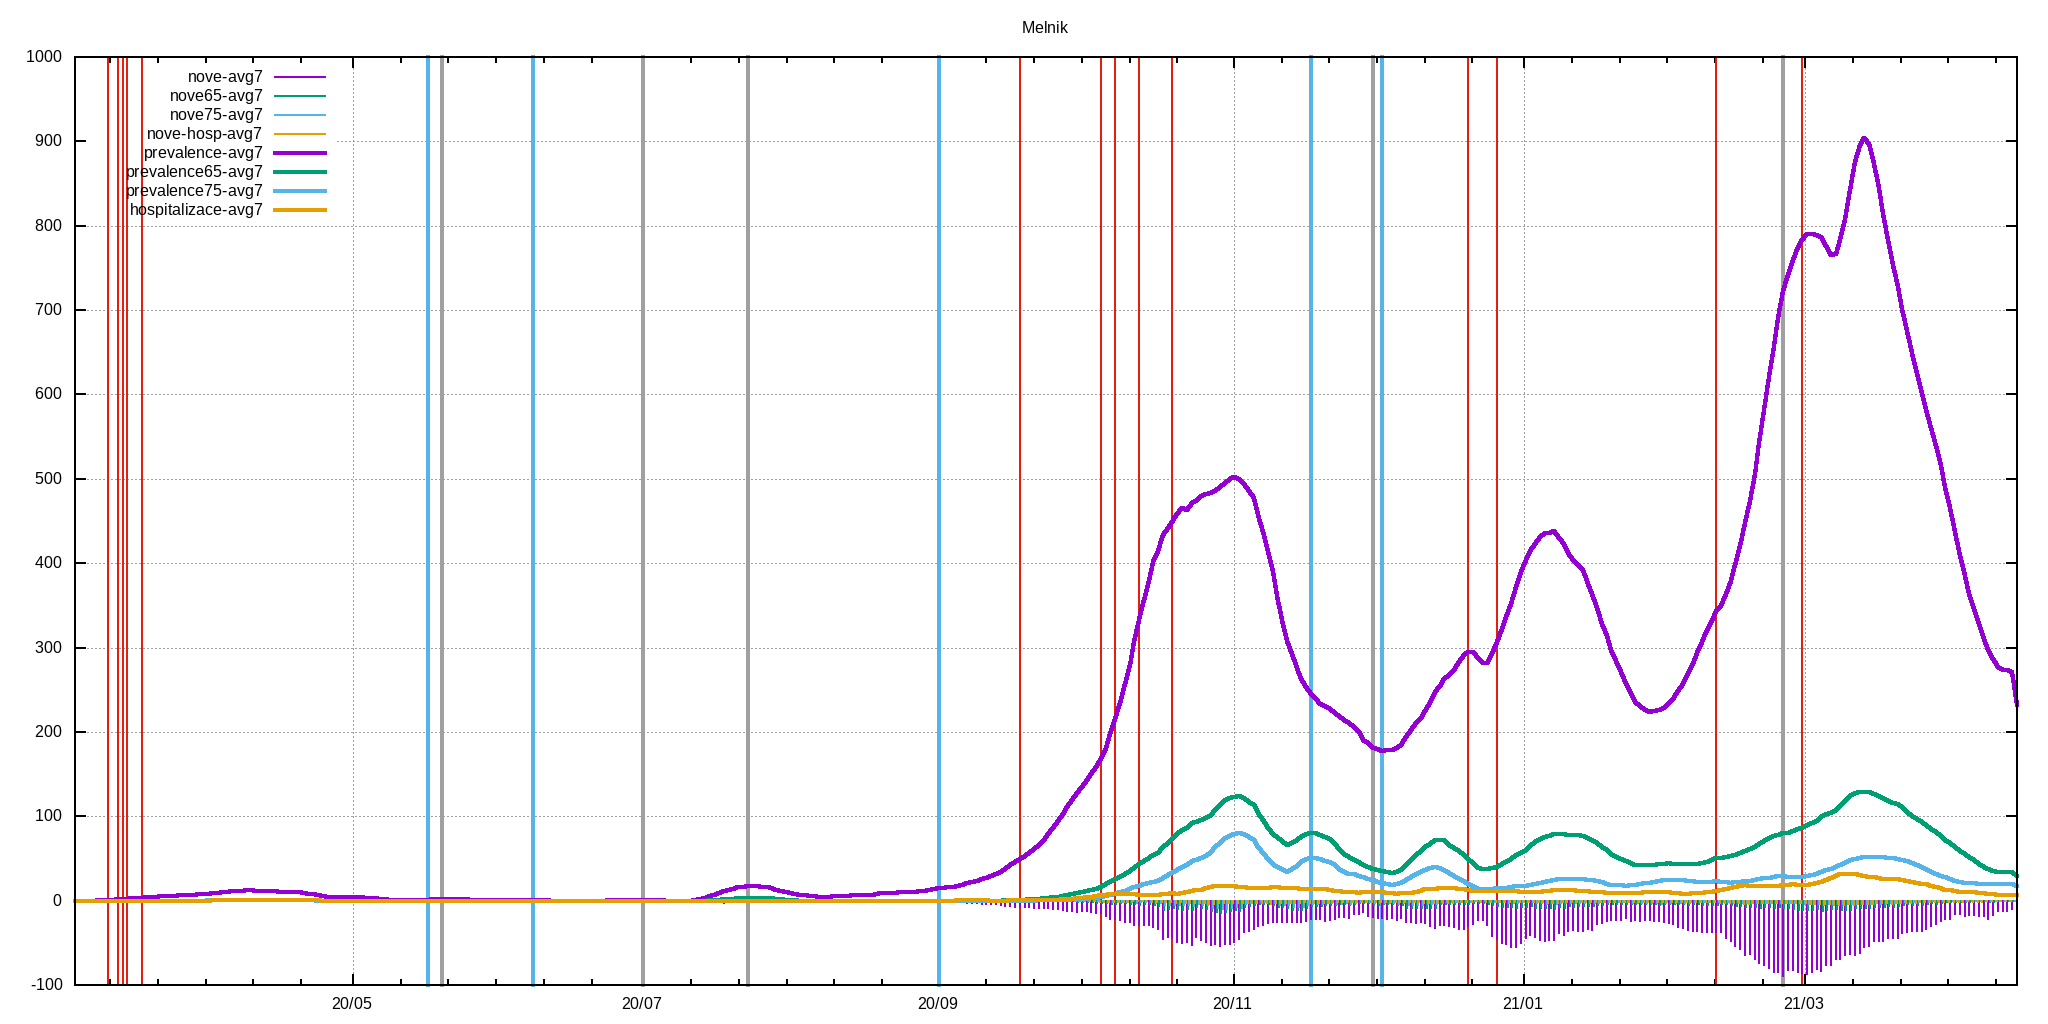 Melnik
1000
900
800
700
600
500
400
300
200
100
0
-100
nove-avg7
nove65-avg7
nove75-avg7
nove-hosp-avg7
prevalence-avg7
prevalence65-avg7
prevalence75-avg7
hospitalizace-avg7
20/05
20/07
20/09
20/11
21/01
21/03